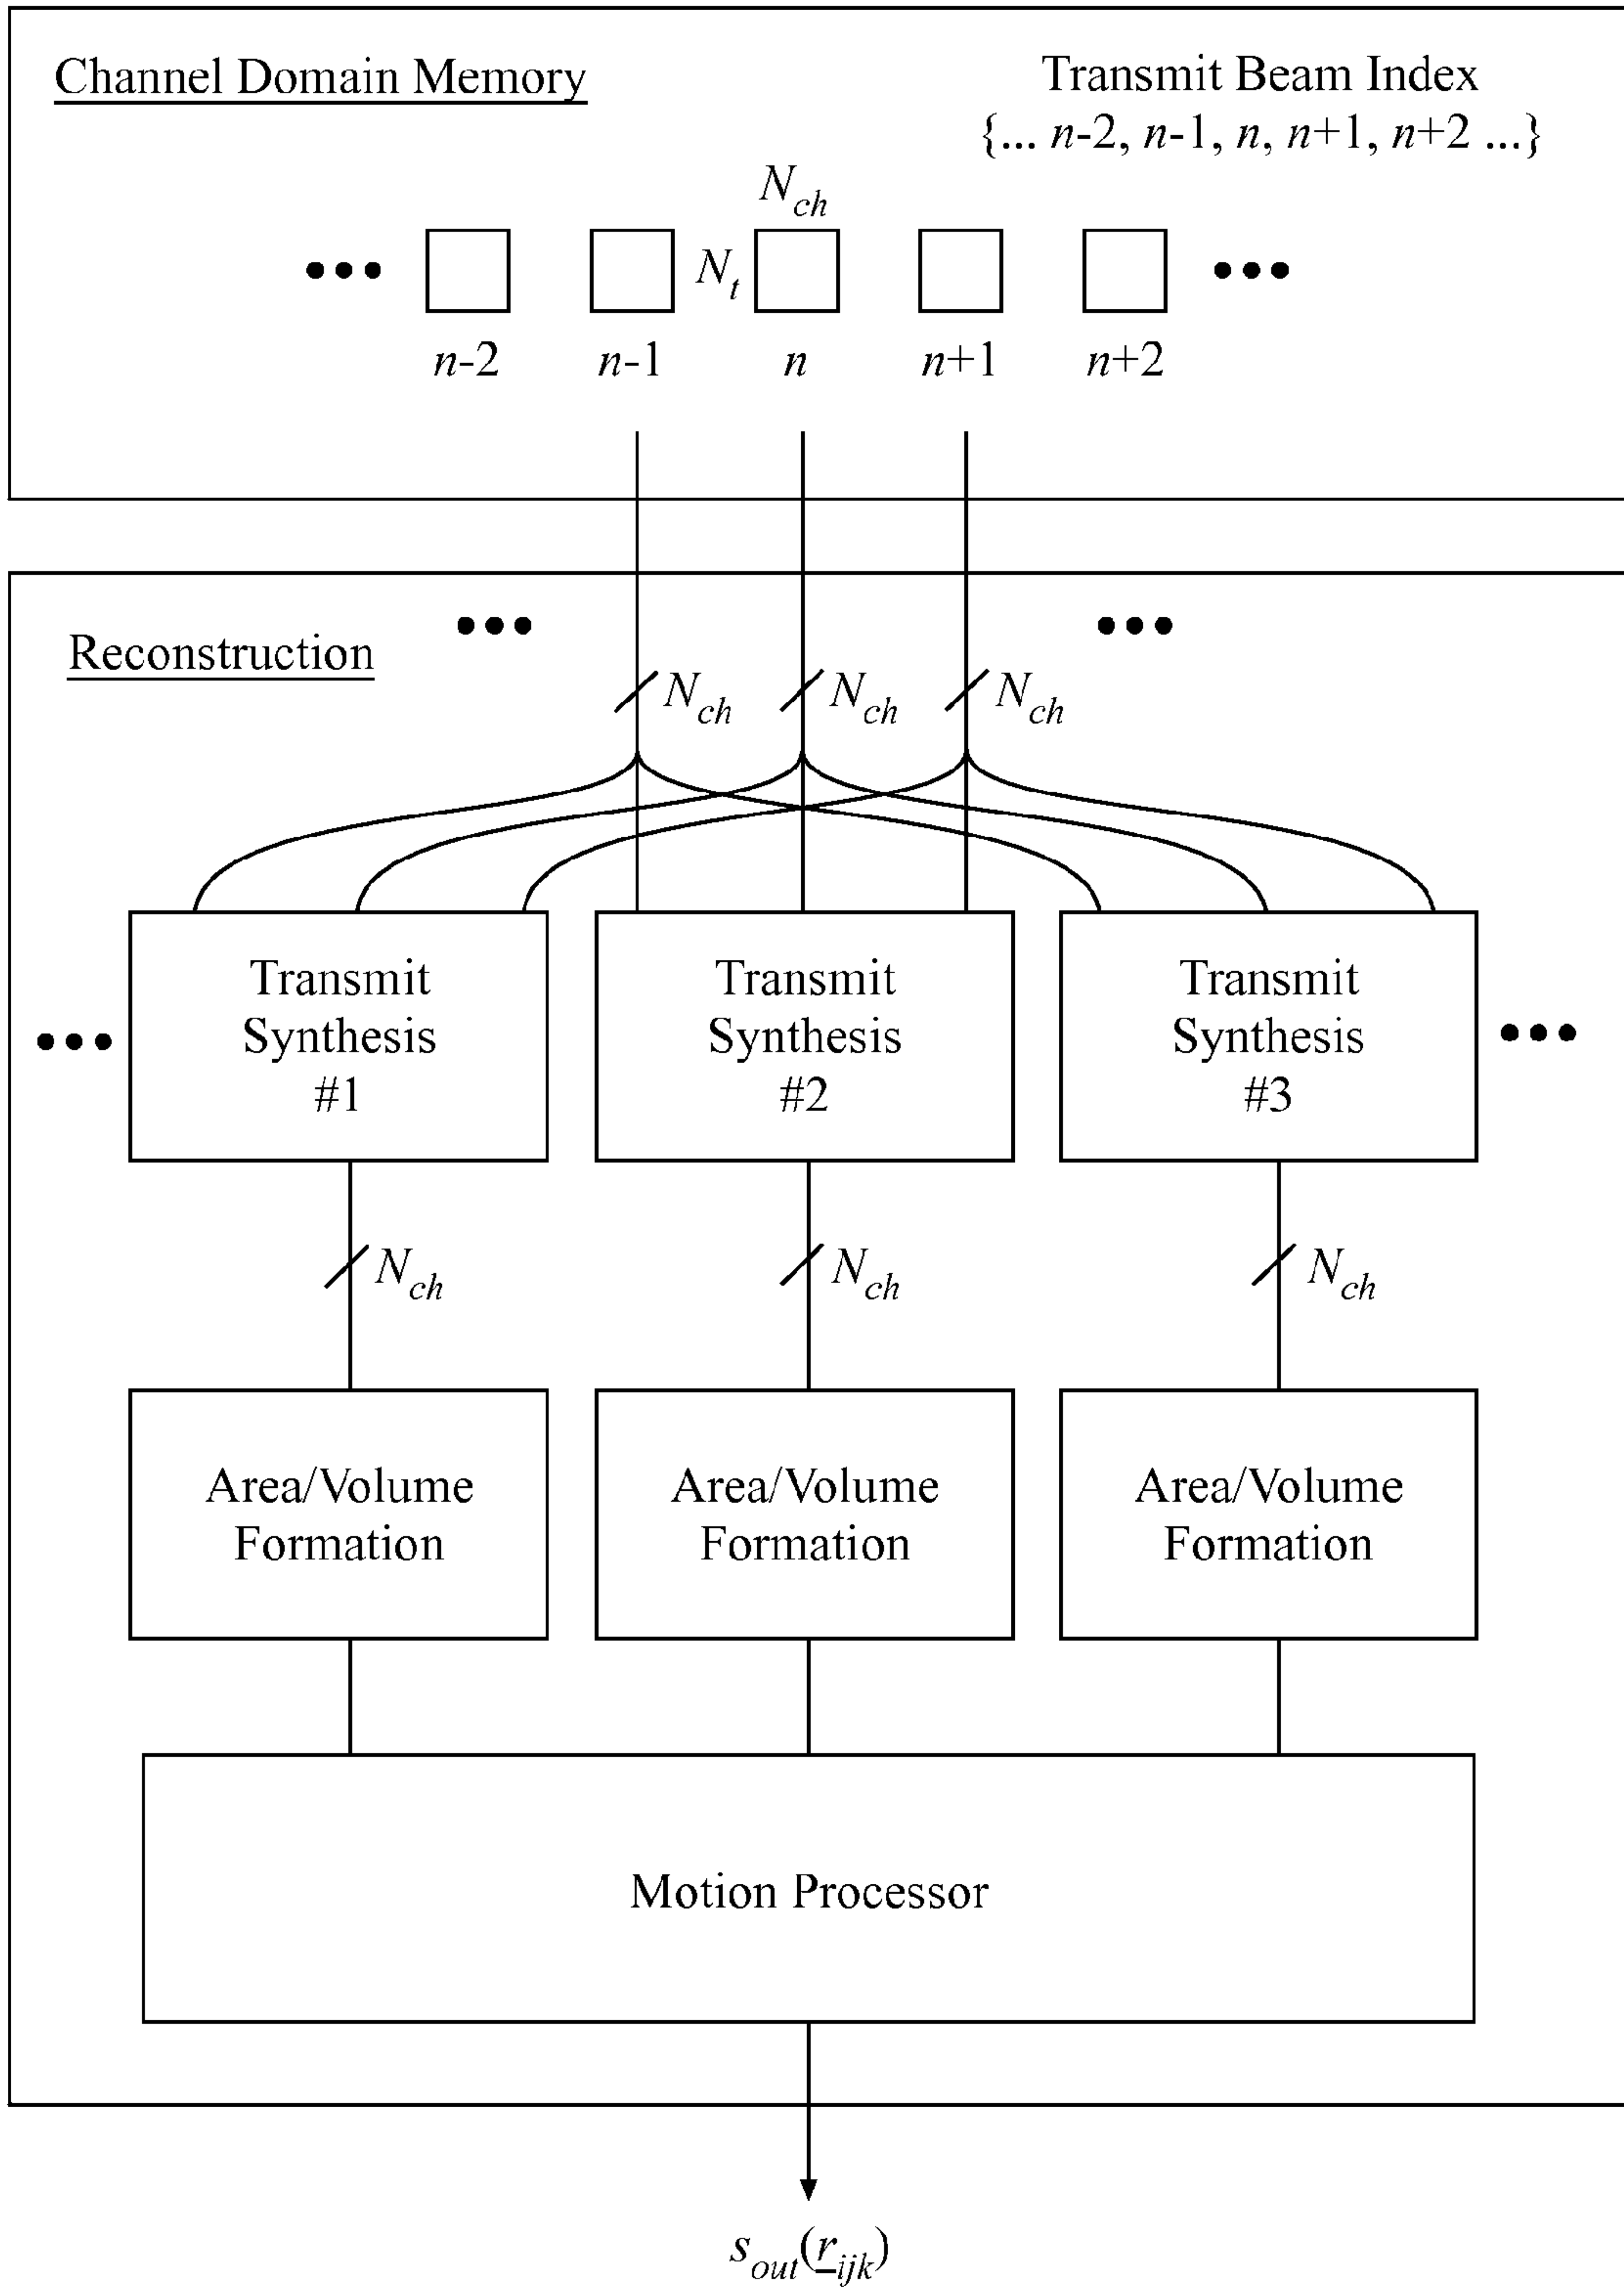 Channel Domain Memory
Transmit Beam Index
{... n-2, n-1, n, n+1, n+2 ...}
N_ch
N_t
n-2 n-1 n n+1 n+2
Reconstruction
N_ch N_ch N_ch
Transmit
Synthesis
#1
Transmit
Synthesis
#2
Transmit
Synthesis
#3
N_ch N_ch N_ch
Area/Volume
Formation
Area/Volume
Formation
Area/Volume
Formation
Motion Processor
s_out(r_ijk)